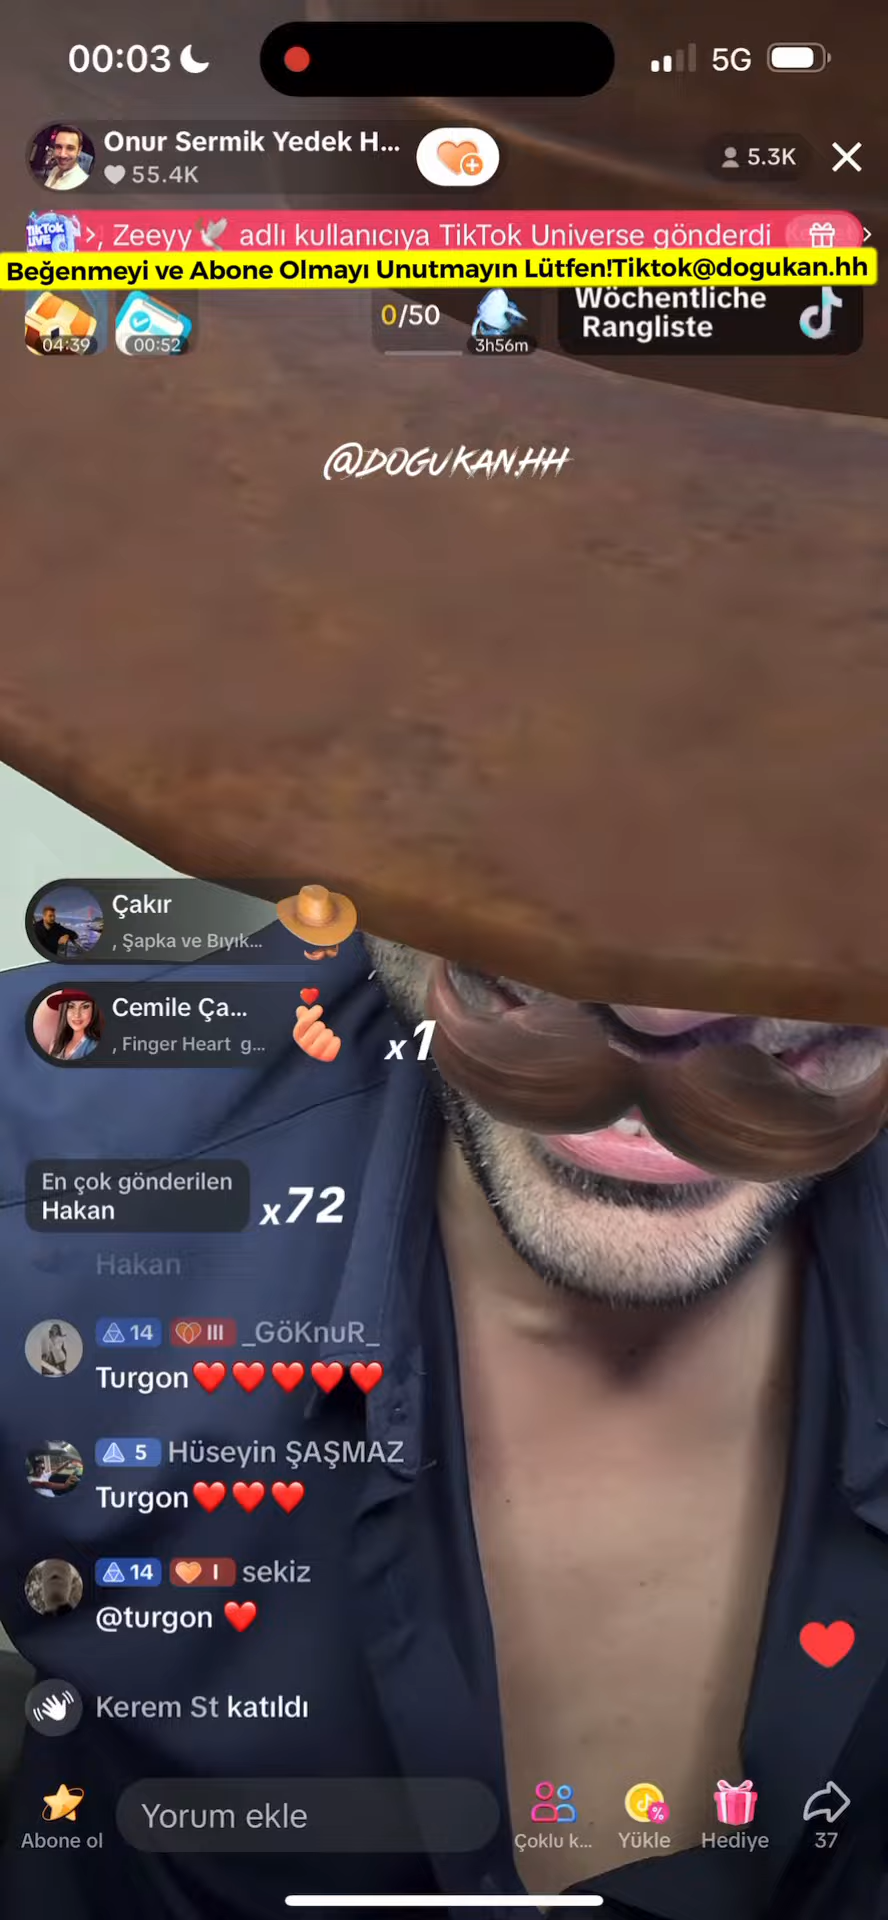 00:03
5G
Onur Sermik Yedek H...
55.4K
5.3K
TikTok LIVE
, Zeeyy🕊️ adlı kullanıcıya TikTok Universe gönderdi
Beğenmeyi ve Abone Olmayı Unutmayın Lütfen!Tiktok@dogukan.hh
04:39
00:52
0/50
3h56m
Wöchentliche
Rangliste
@DOGUKAN.HH
Çakır
, Şapka ve Bıyık...
Cemile Ça...
, Finger Heart g...
x1
En çok gönderilen
Hakan
x72
Hakan
14 III _GöKnuR_
Turgon❤️❤️❤️❤️❤️
5 Hüseyin ŞAŞMAZ
Turgon❤️❤️❤️
14 I sekiz
@turgon ❤️
Kerem St katıldı
Abone ol
Yorum ekle
Çoklu k...
Yükle
Hediye
37